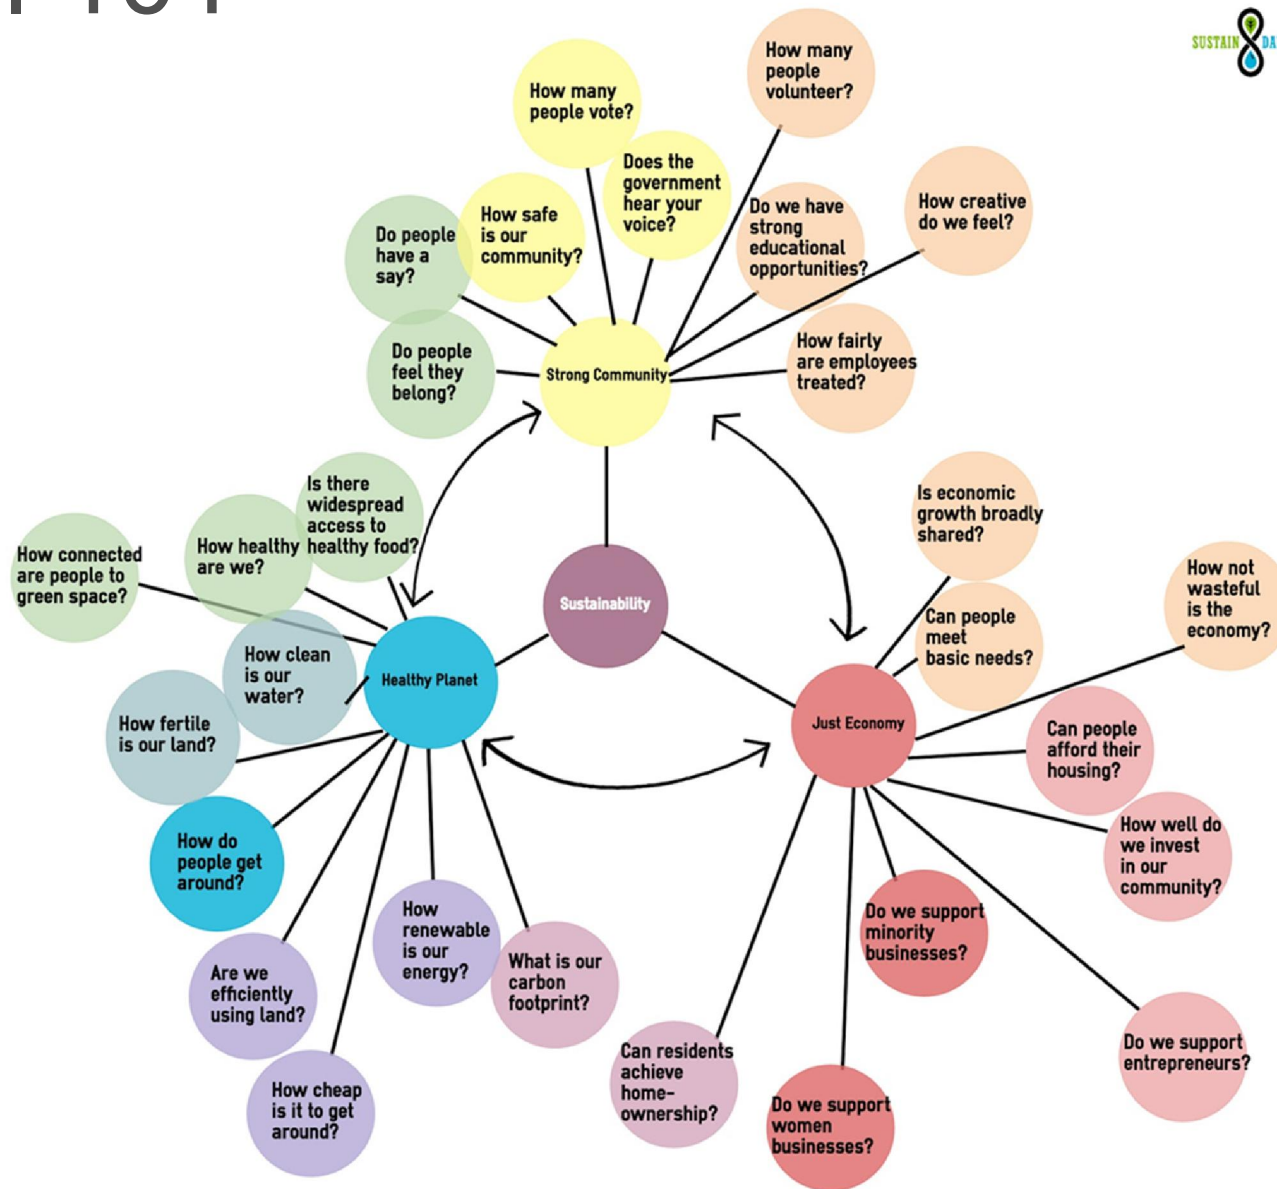 SUSTAIN DA
How many
people
volunteer?
How many
people vote?
Does the
government
hear your
voice?
How creative
do we feel?
Do we have
strong
educational
opportunities?
How safe
is our
community?
Do people
have a
say?
Do people
feel they
belong?
Strong Community
How fairly
are employees
treated?
Is there
widespread
access to
healthy food?
How healthy
are we?
How connected
are people to
green space?
Is economic
growth broadly
shared?
How not
wasteful
is the
economy?
Can people
meet
basic needs?
Sustainability
How clean
is our
water?
Healthy Planet
How fertile
is our land?
Just Economy
Can people
afford their
housing?
How do
people get
around?
How well do
we invest
in our
community?
How
renewable
is our
energy?
What is our
carbon
footprint?
Are we
efficiently
using land?
How cheap
is it to get
around?
Do we support
minority
businesses?
Can residents
achieve
home-
ownership?
Do we support
women
businesses?
Do we support
entrepreneurs?